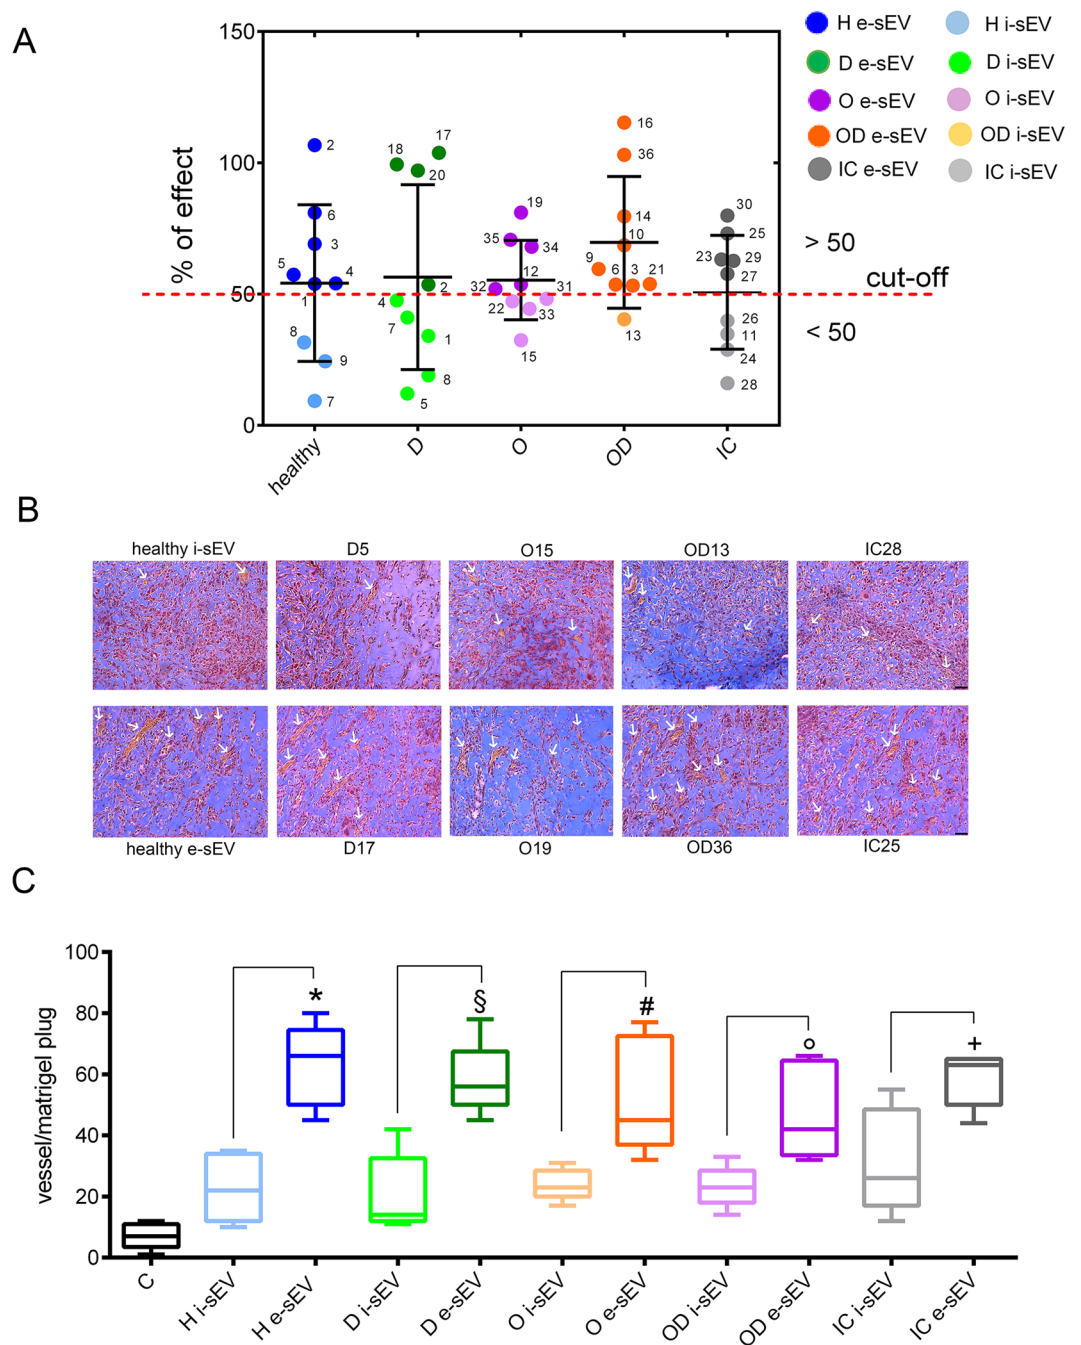 A
150
100
50
0
% of effect
2
6
3
5
4
1
8
9
7
18
17
20
2
4
7
1
8
5
19
35
34
12
32
31
22
33
15
16
36
14
10
9
6
3
21
13
30
25
23
29
27
26
11
24
28
healthy
D
O
OD
IC
H e-sEV
H i-sEV
D e-sEV
D i-sEV
O e-sEV
O i-sEV
OD e-sEV
OD i-sEV
IC e-sEV
IC i-sEV
> 50
cut-off
< 50
B
healthy i-sEV
D5
O15
OD13
IC28
healthy e-sEV
D17
O19
OD36
IC25
C
vessel/matrigel plug
100
80
60
40
20
0
*
§
#
°
+
C
H i-sEV
H e-sEV
D i-sEV
D e-sEV
O i-sEV
O e-sEV
OD i-sEV
OD e-sEV
IC i-sEV
IC e-sEV